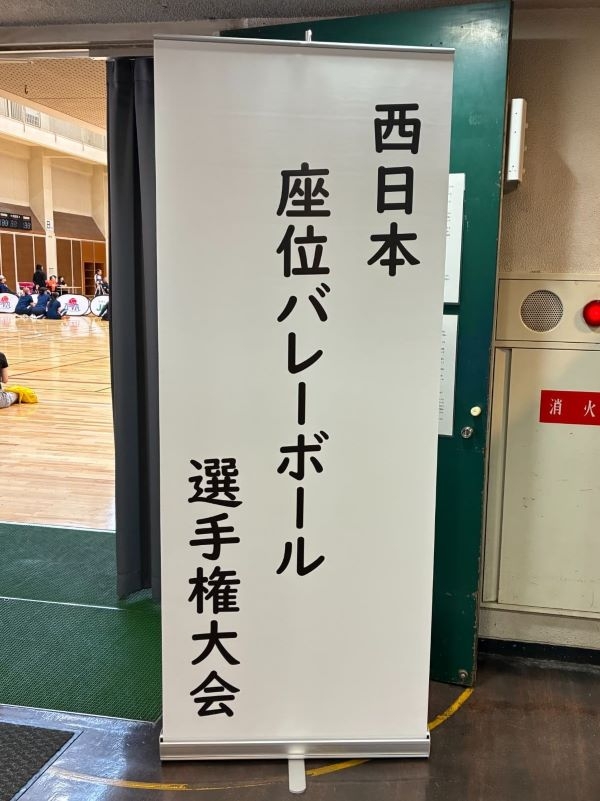 西日本
座位バレーボール
選手権大会
消火